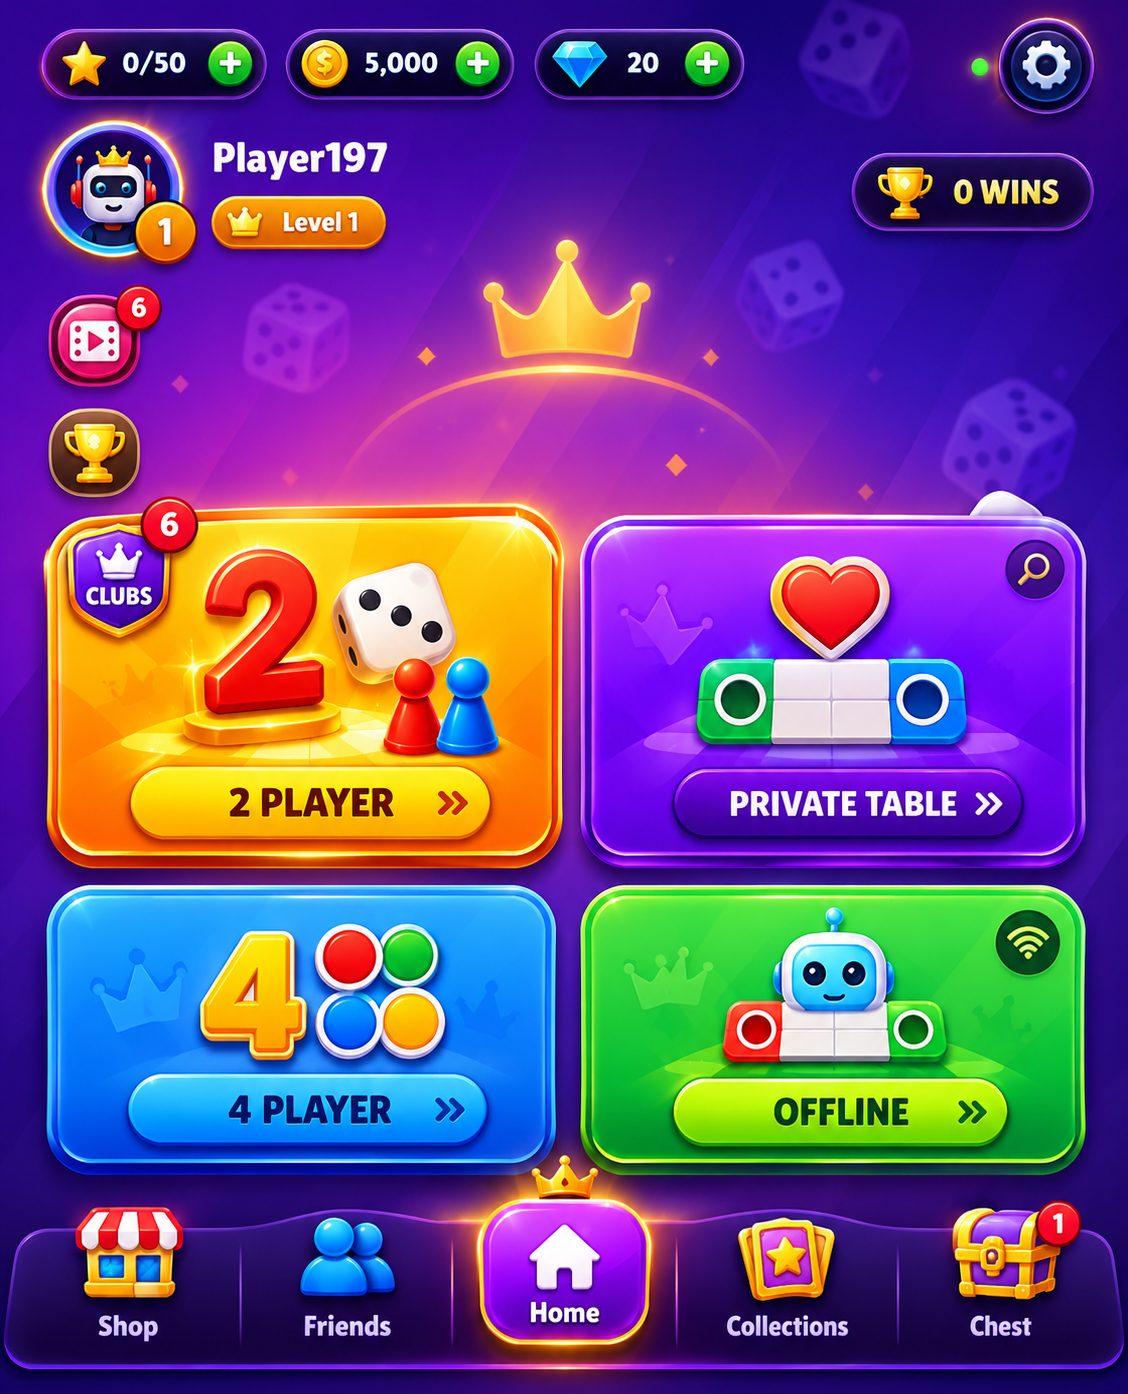 0/50
5,000
20
Player197
1
Level 1
0 WINS
6
6
CLUBS
2
2 PLAYER
PRIVATE TABLE
4
4 PLAYER
OFFLINE
1
Shop
Friends
Home
Collections
Chest